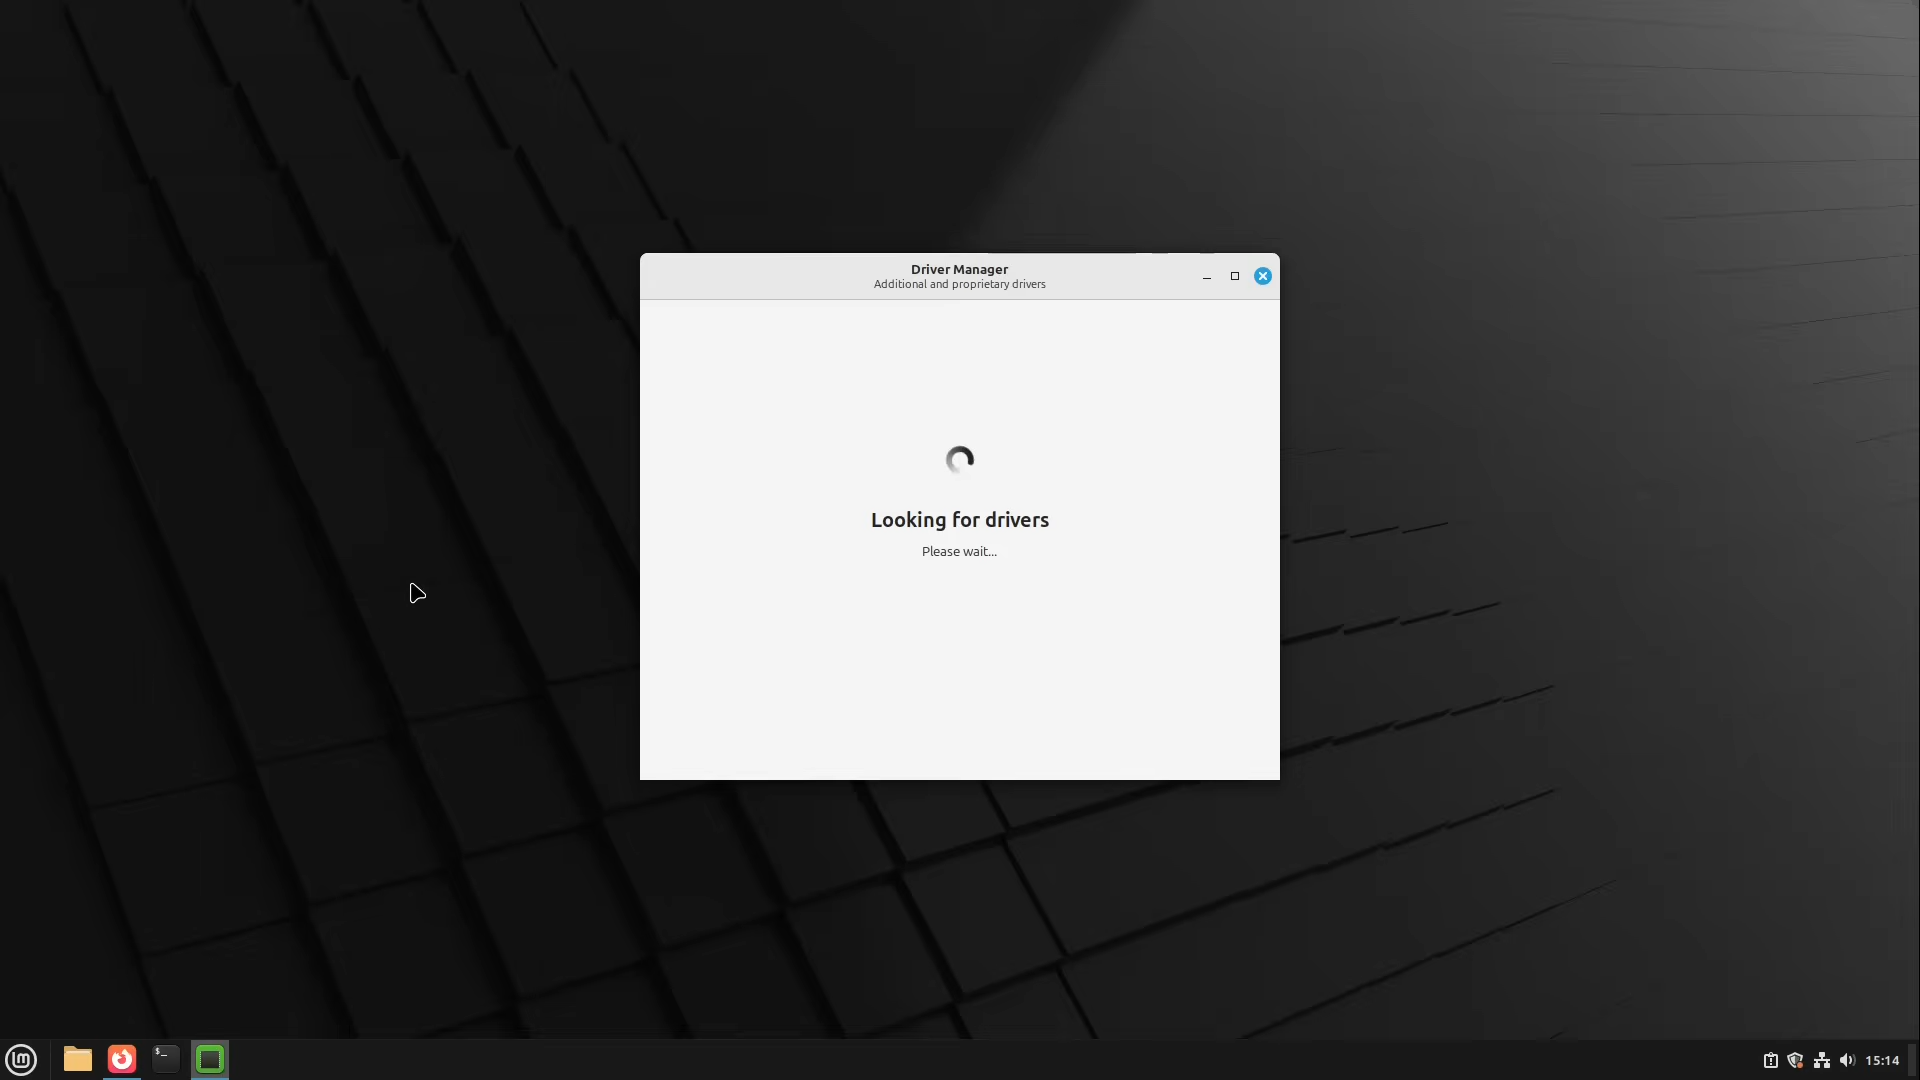 Driver Manager
Additional and proprietary drivers
Looking for drivers
Please wait...
$_
15:14